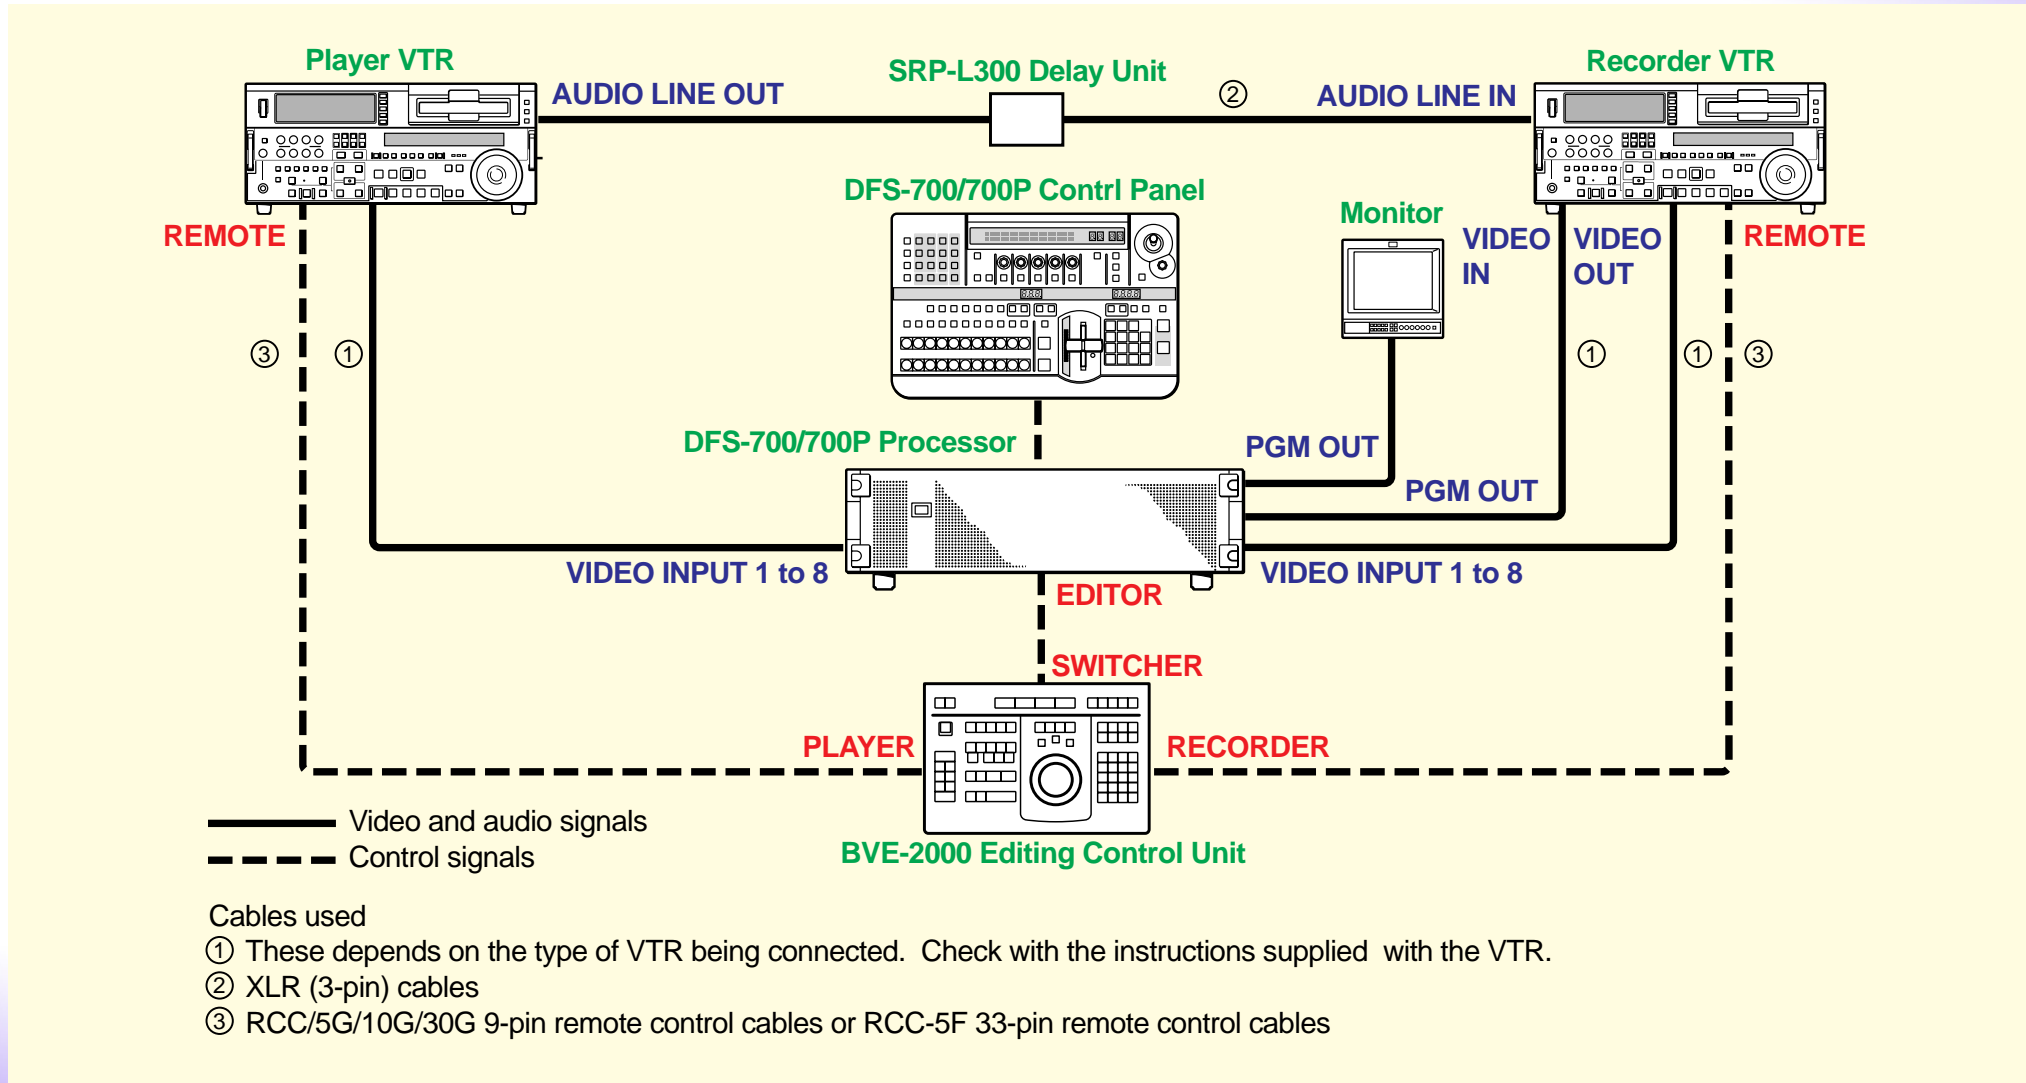 Player VTR
SRP-L300 Delay Unit
Recorder VTR
AUDIO LINE OUT
②
AUDIO LINE IN
DFS-700/700P Contrl Panel
Monitor
REMOTE
VIDEO IN
VIDEO OUT
REMOTE
③
①
①
①
③
DFS-700/700P Processor
PGM OUT
PGM OUT
VIDEO INPUT 1 to 8
VIDEO INPUT 1 to 8
EDITOR
SWITCHER
PLAYER
RECORDER
Video and audio signals
Control signals
BVE-2000 Editing Control Unit
Cables used
① These depends on the type of VTR being connected.  Check with the instructions supplied  with the VTR.
② XLR (3-pin) cables
③ RCC/5G/10G/30G 9-pin remote control cables or RCC-5F 33-pin remote control cables